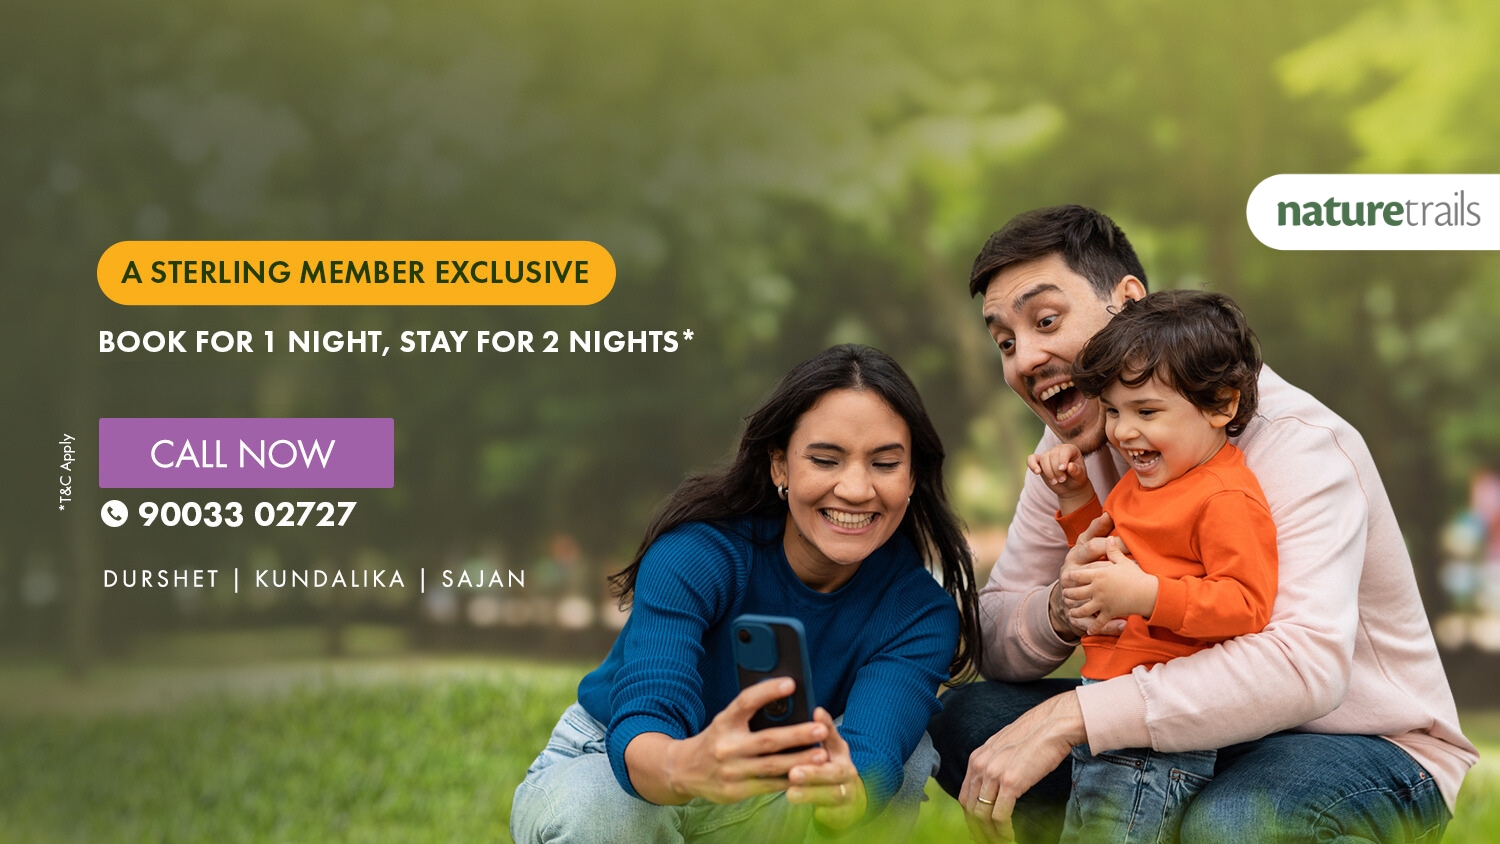 naturetrails
A STERLING MEMBER EXCLUSIVE
BOOK FOR 1 NIGHT, STAY FOR 2 NIGHTS*
CALL NOW
90033 02727
*T&C Apply
DURSHET | KUNDALIKA | SAJAN